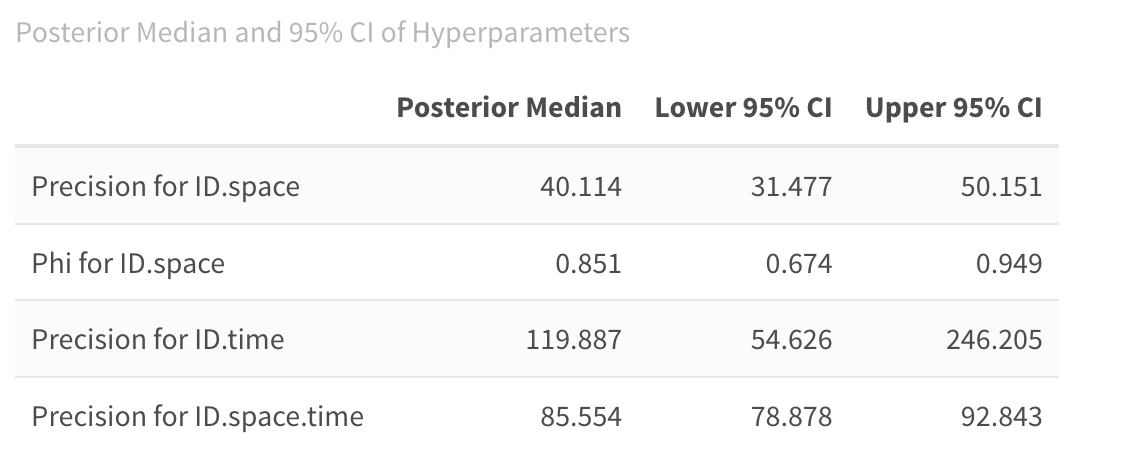 Posterior Median and 95% CI of Hyperparameters
Posterior Median Lower 95% CI Upper 95% CI
Precision for ID.space 40.114 31.477 50.151
Phi for ID.space 0.851 0.674 0.949
Precision for ID.time 119.887 54.626 246.205
Precision for ID.space.time 85.554 78.878 92.843